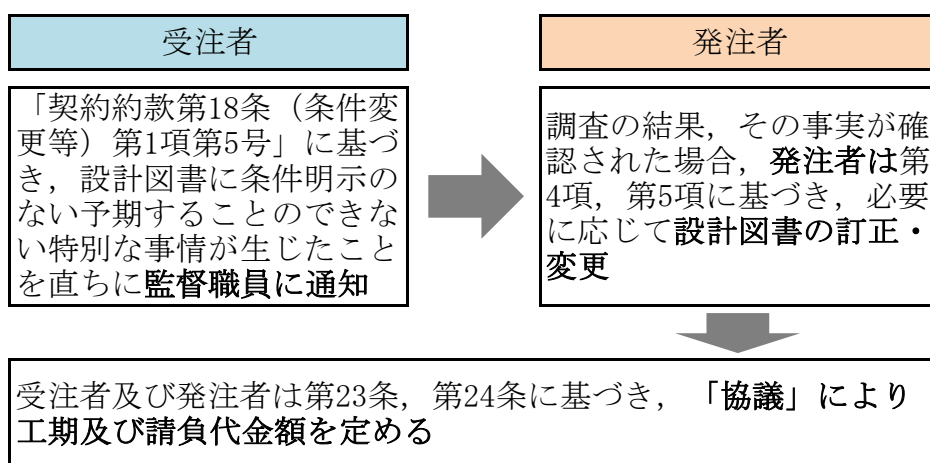 受注者
発注者
「契約約款第18条（条件変
更等）第1項第5号」に基づ
き，設計図書に条件明示の
ない予期することのできな
い特別な事情が生じたこと
を直ちに監督職員に通知
調査の結果，その事実が確
認された場合，発注者は第
4項，第5項に基づき，必要
に応じて設計図書の訂正・
変更
受注者及び発注者は第23条，第24条に基づき，「協議」により
工期及び請負代金額を定める